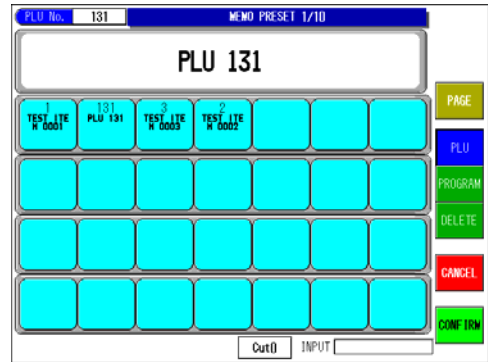 PLU No. 131 MEMO PRESET 1/10
PLU 131
PAGE
1 131 3 2
TEST ITE PLU 131 TEST ITE TEST ITE
M 0001 M 0003 M 0002
PLU
PROGRAM
DELETE
CANCEL
CONFIRM
Cut() INPUT